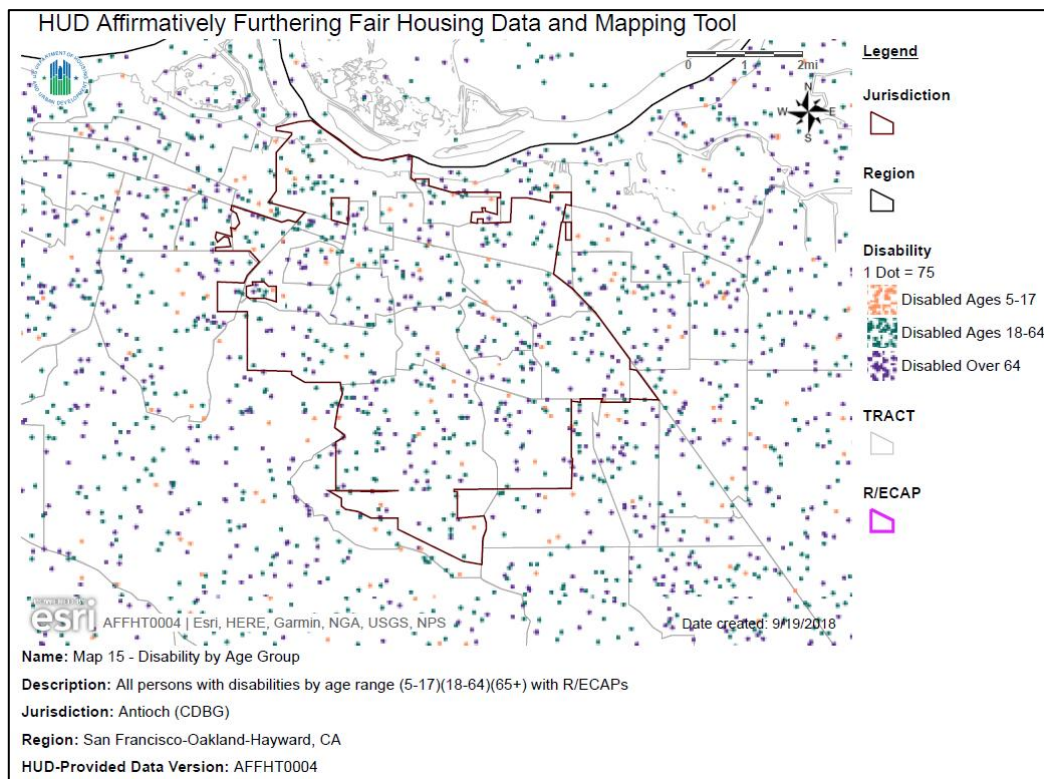 HUD Affirmatively Furthering Fair Housing Data and Mapping Tool
0 1 2mi
N
W E
S
Legend
Jurisdiction
Region
Disability
1 Dot = 75
Disabled Ages 5-17
Disabled Ages 18-64
Disabled Over 64
TRACT
R/ECAP
esri
AFFHT0004 | Esri, HERE, Garmin, NGA, USGS, NPS
Date created: 9/19/2018
Name: Map 15 - Disability by Age Group
Description: All persons with disabilities by age range (5-17)(18-64)(65+) with R/ECAPs
Jurisdiction: Antioch (CDBG)
Region: San Francisco-Oakland-Hayward, CA
HUD-Provided Data Version: AFFHT0004